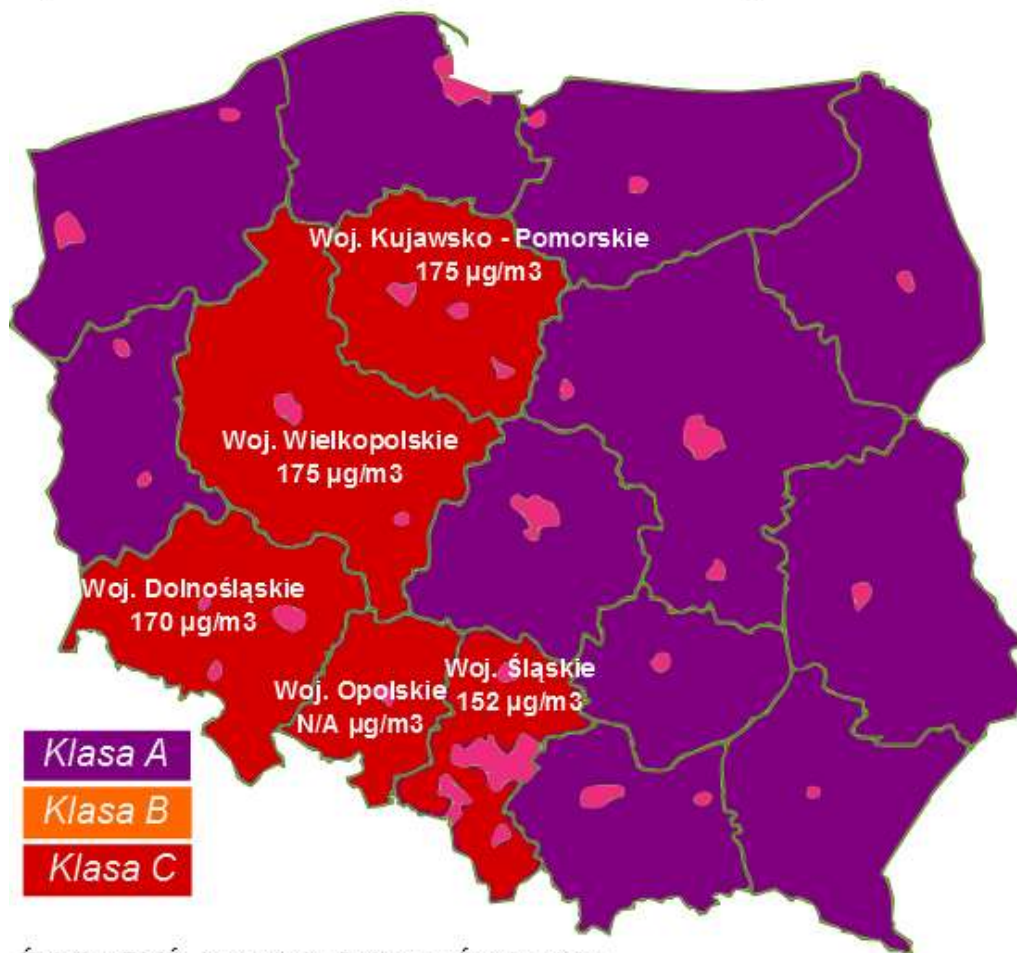 Woj. Kujawsko - Pomorskie
175 µg/m3
Woj. Wielkopolskie
175 µg/m3
Woj. Dolnośląskie
170 µg/m3
Woj. Opolskie
N/A µg/m3
Woj. Śląskie
152 µg/m3
Klasa A
Klasa B
Klasa C